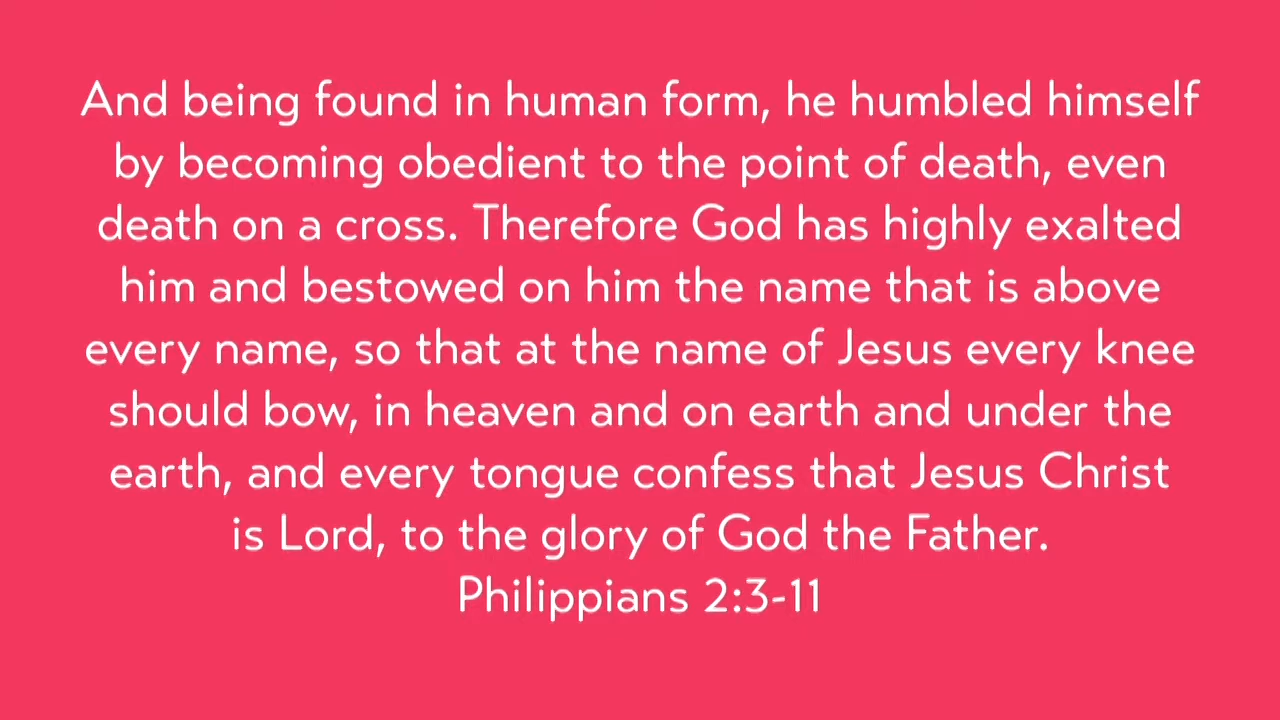 And being found in human form, he humbled himself
by becoming obedient to the point of death, even
death on a cross. Therefore God has highly exalted
him and bestowed on him the name that is above
every name, so that at the name of Jesus every knee
should bow, in heaven and on earth and under the
earth, and every tongue confess that Jesus Christ
is Lord, to the glory of God the Father.
Philippians 2:3-11